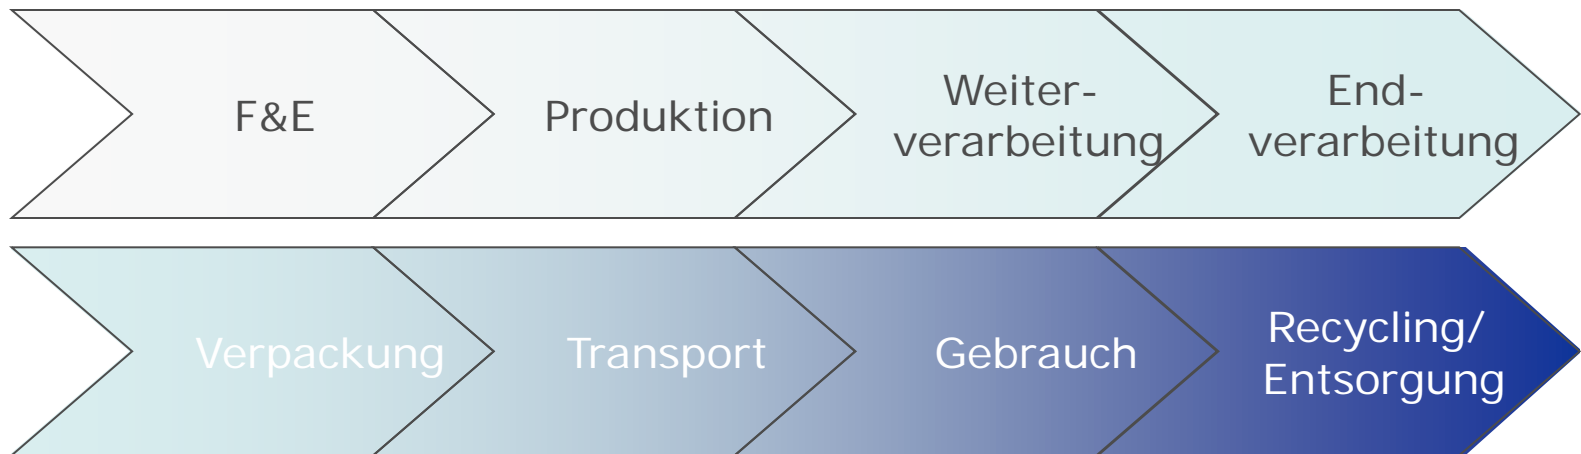 F&E
Produktion
Weiter-
verarbeitung
End-
verarbeitung
Verpackung
Transport
Gebrauch
Recycling/
Entsorgung